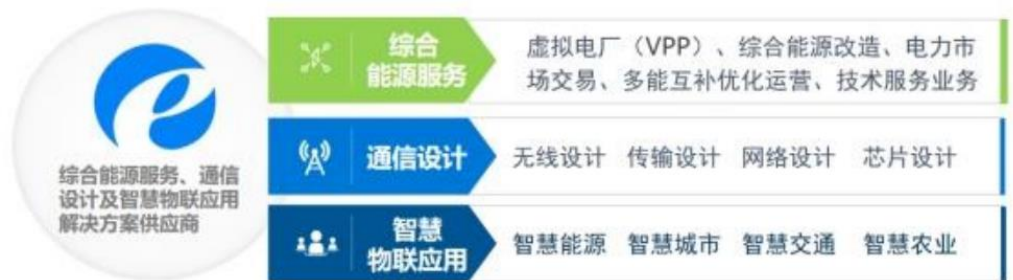 综合能源服务、通信
设计及智慧物联应用
解决方案供应商
综合
能源服务
虚拟电厂（VPP）、综合能源改造、电力市
场交易、多能互补优化运营、技术服务业务
通信设计
无线设计 传输设计 网络设计 芯片设计
智慧
物联应用
智慧能源 智慧城市 智慧交通 智慧农业